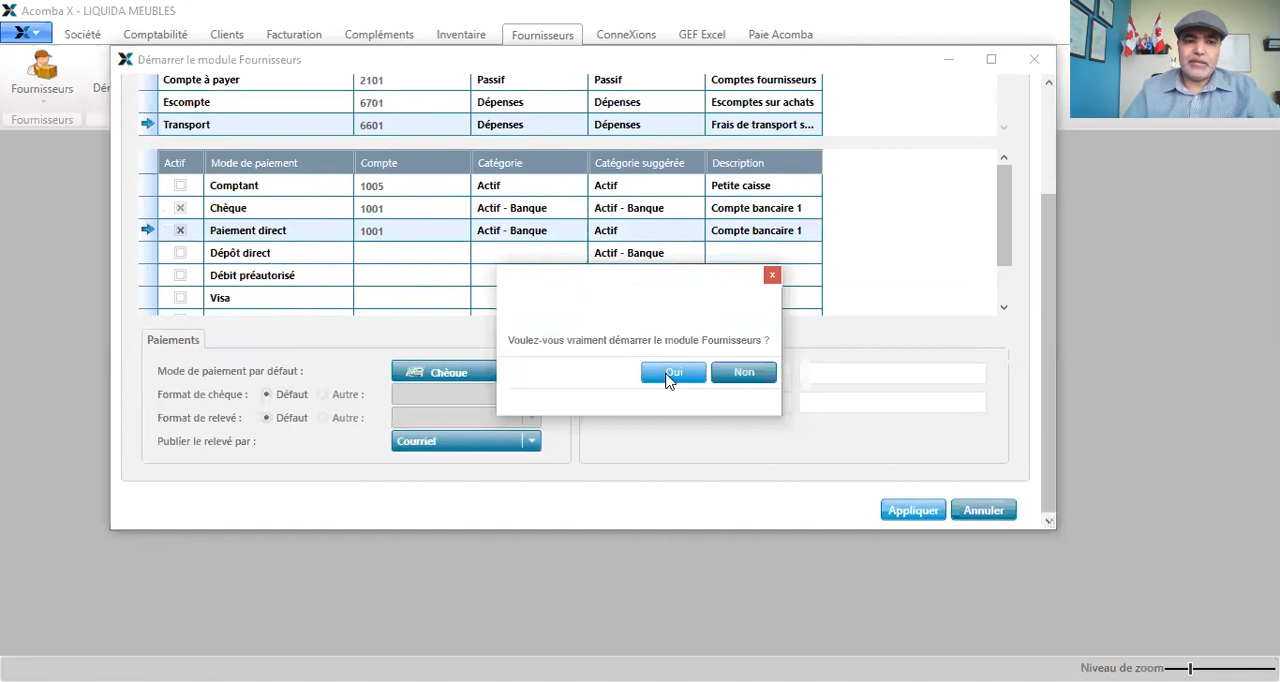 Acomba X - LIQUIDA MEUBLES
Société Comptabilité Clients Facturation Compléments Inventaire Fournisseurs ConneXions GEF Excel Paie Acomba
Fournisseurs
Fournisseurs
Démarrer le module Fournisseurs
Compte à payer 2101 Passif Passif Comptes fournisseurs
Escompte 6701 Dépenses Dépenses Escomptes sur achats
Transport 6601 Dépenses Dépenses Frais de transport s...
Actif Mode de paiement Compte Catégorie Catégorie suggérée Description
Comptant 1005 Actif Actif Petite caisse
Chèque 1001 Actif - Banque Actif - Banque Compte bancaire 1
Paiement direct 1001 Actif - Banque Actif Compte bancaire 1
Dépôt direct Actif - Banque
Débit préautorisé
Visa
Voulez-vous vraiment démarrer le module Fournisseurs ?
Oui Non
Paiements
Mode de paiement par défaut : Chèque
Format de chèque : Défaut Autre :
Format de relevé : Défaut Autre :
Publier le relevé par : Courriel
Appliquer Annuler
Niveau de zoom